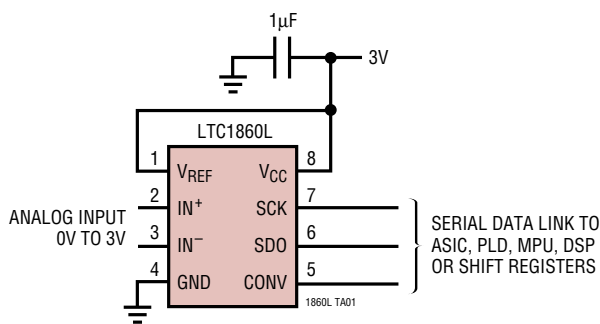 1µF
3V
LTC1860L
1
VREF
VCC
8
2
IN+
SCK
7
3
IN−
SDO
6
4
GND
CONV
5
ANALOG INPUT
0V TO 3V
SERIAL DATA LINK TO
ASIC, PLD, MPU, DSP
OR SHIFT REGISTERS
1860L TA01